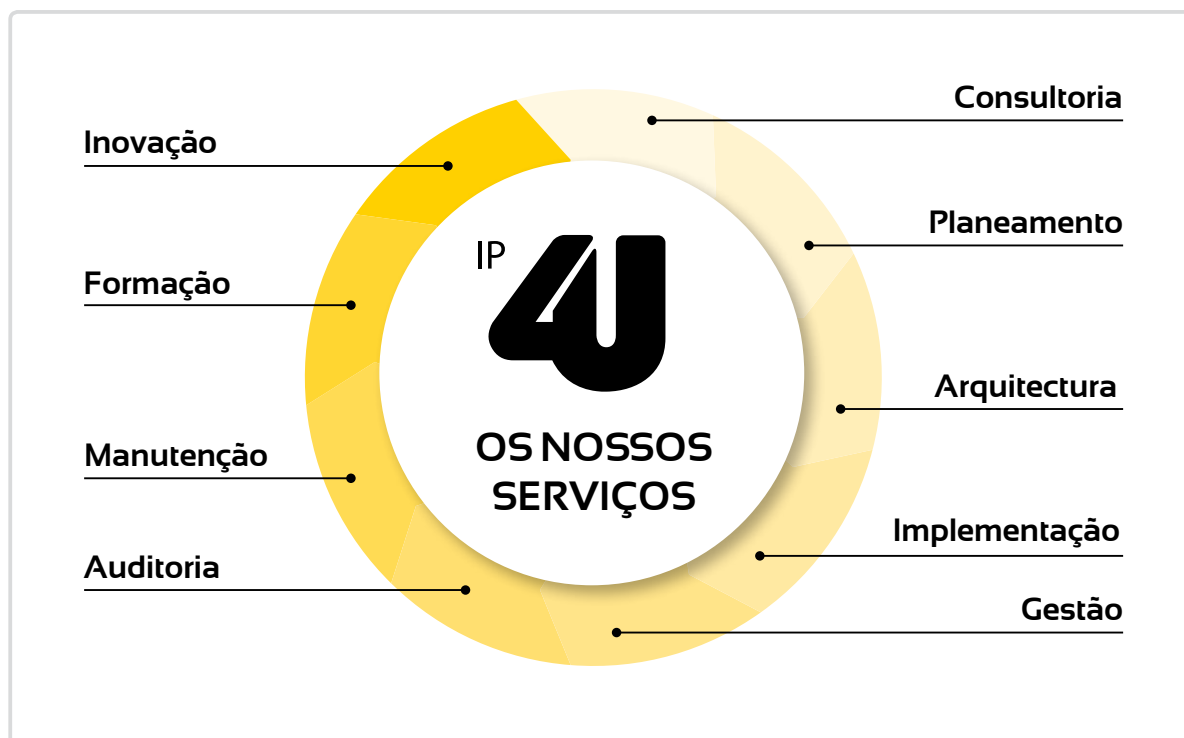 Consultoria
Inovação
Planeamento
Formação
Arquitectura
Manutenção
Implementação
Auditoria
Gestão
IP 4U
OS NOSSOS
SERVIÇOS